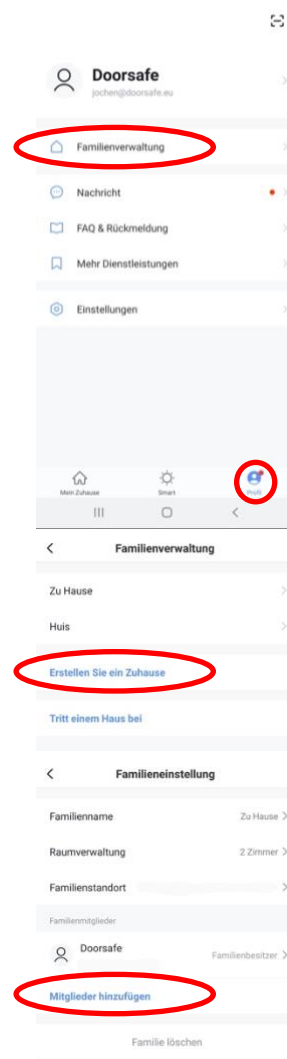 Doorsafe
jochen@doorsafe.eu
Familienverwaltung
Nachricht
FAQ & Rückmeldung
Mehr Dienstleistungen
Einstellungen
Mein Zuhause Smart Profil
Familienverwaltung
Zu Hause
Huis
Erstellen Sie ein Zuhause
Tritt einem Haus bei
Familieneinstellung
Familienname Zu Hause
Raumverwaltung 2 Zimmer
Familienstandort
Familienmitglieder
Doorsafe
Familienbesitzer
Mitglieder hinzufügen
Familie löschen